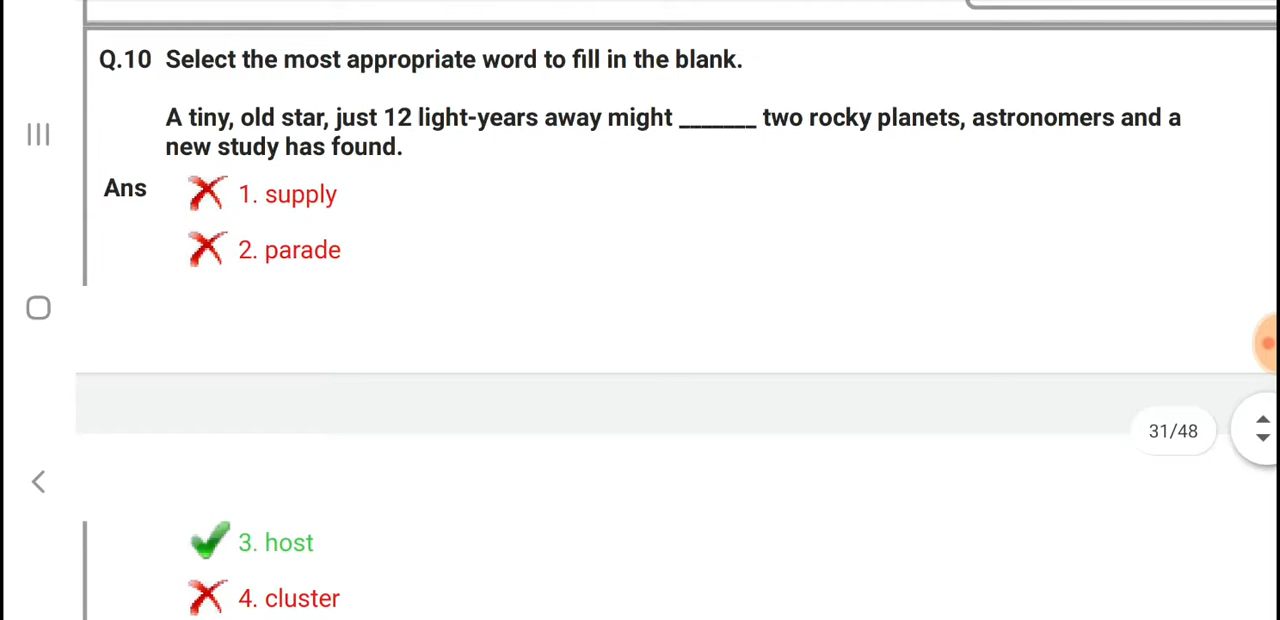 Q.10 Select the most appropriate word to fill in the blank.
A tiny, old star, just 12 light-years away might _______ two rocky planets, astronomers and a
new study has found.
Ans 1. supply
2. parade
31/48
3. host
4. cluster